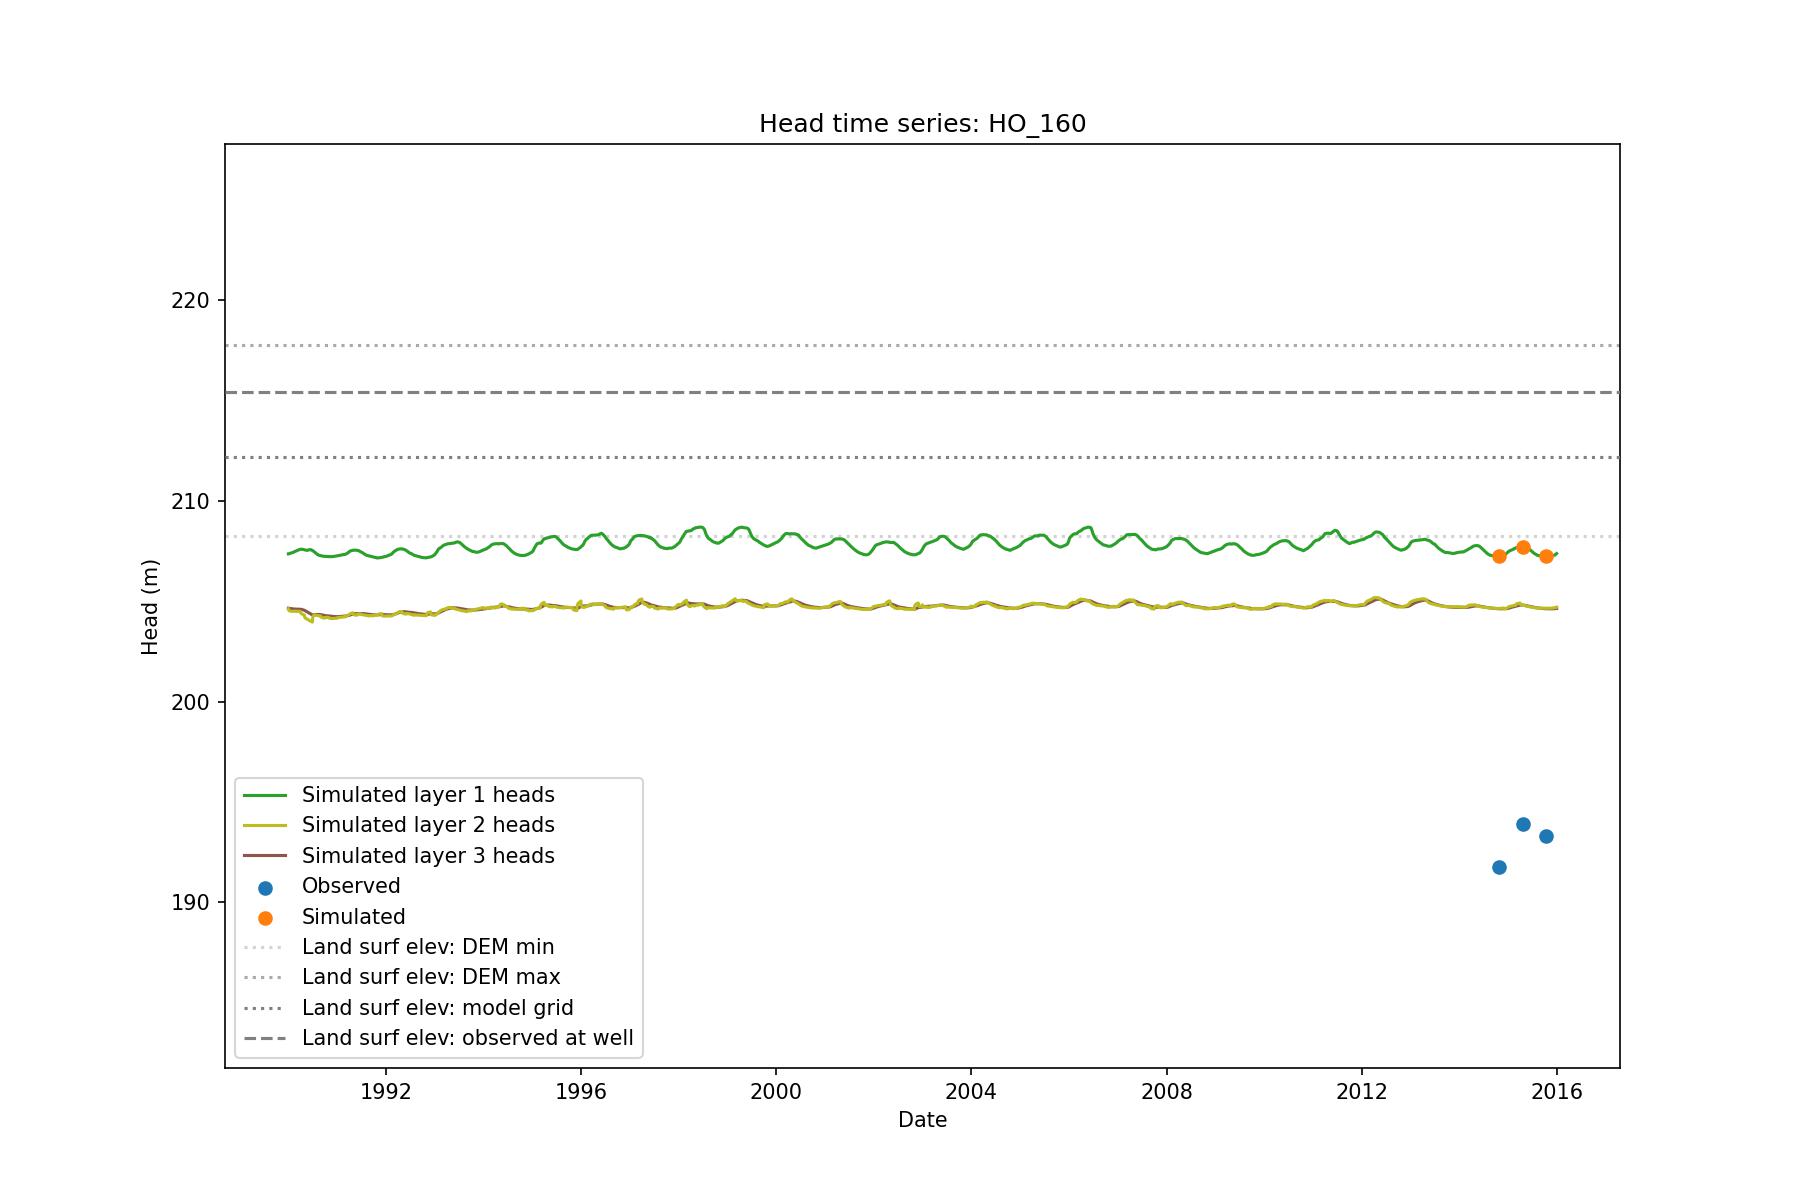 Head time series: HO_160
220
210
200
190
Head (m)
Simulated layer 1 heads
Simulated layer 2 heads
Simulated layer 3 heads
Observed
Simulated
Land surf elev: DEM min
Land surf elev: DEM max
Land surf elev: model grid
Land surf elev: observed at well
1992 1996 2000 2004 2008 2012 2016
Date